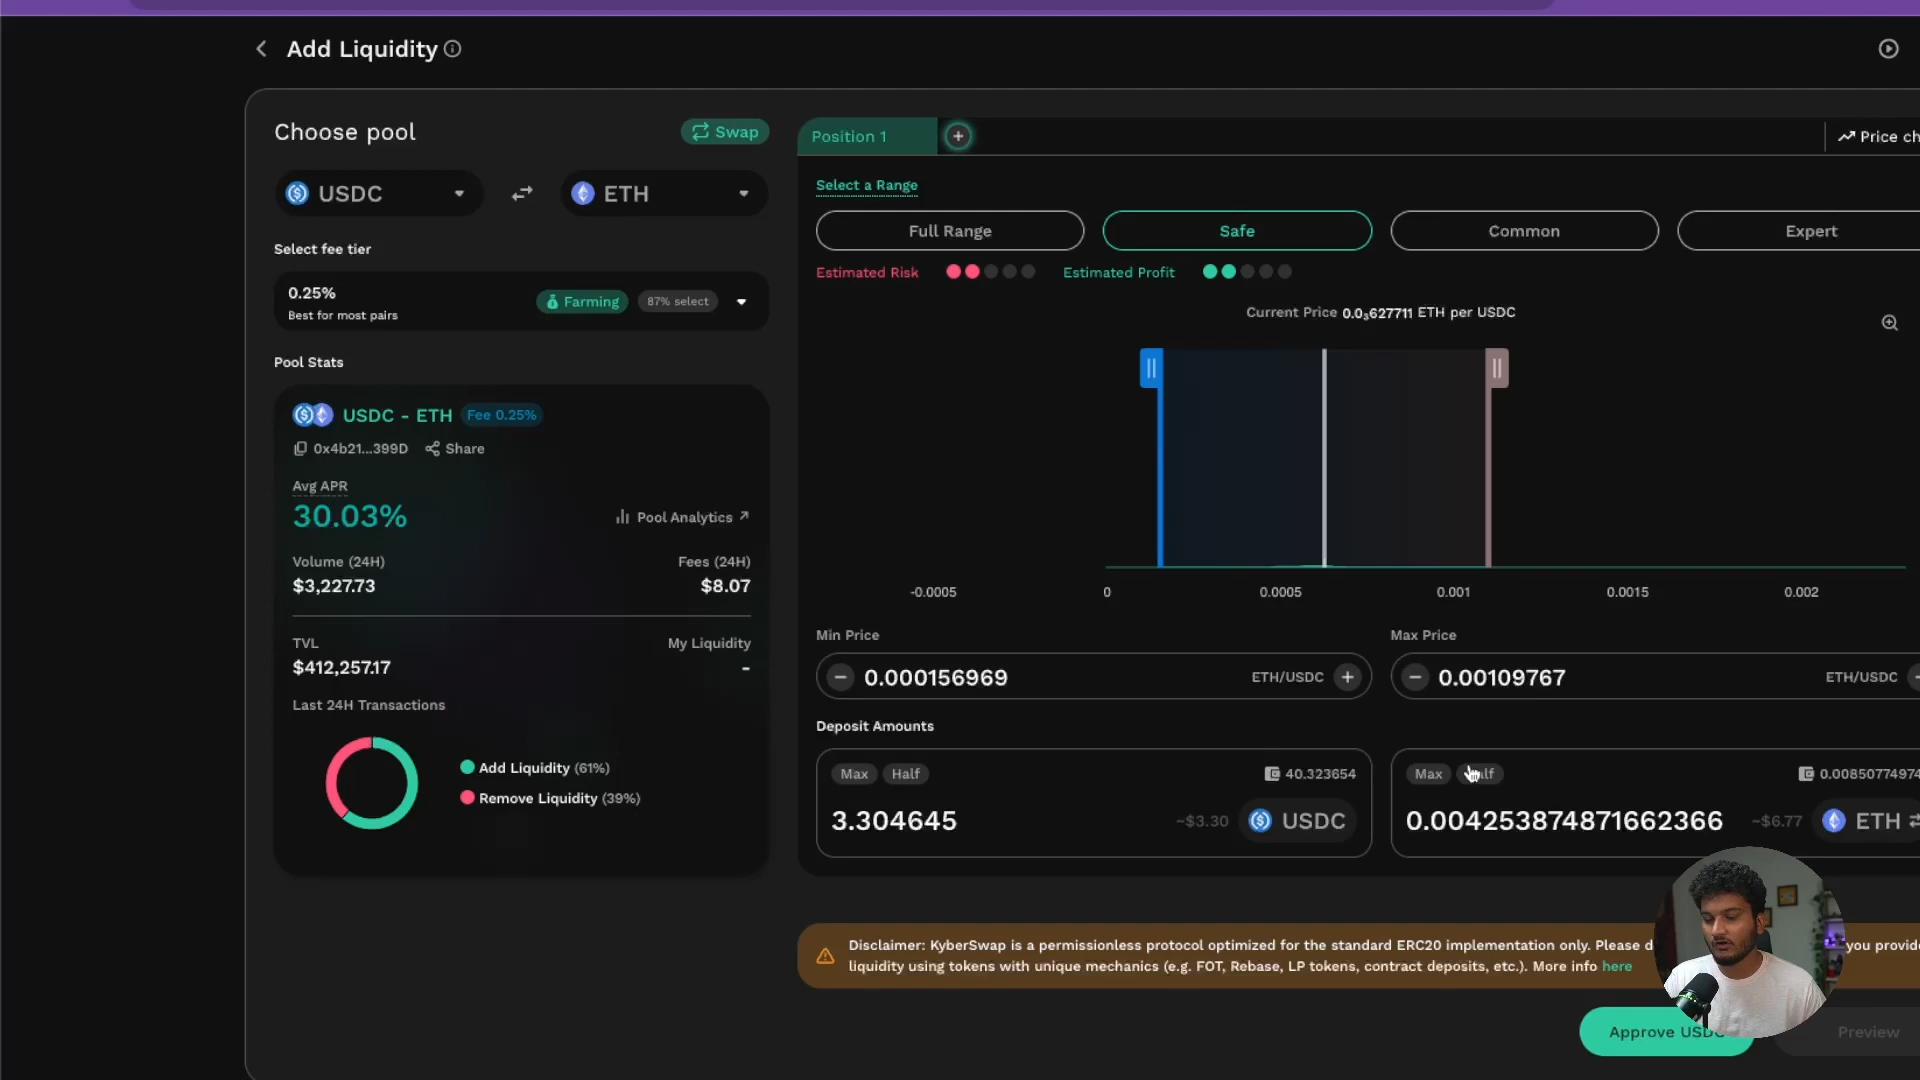 Add Liquidity
Choose pool
Swap
USDC
ETH
Select fee tier
0.25%
Best for most pairs
Farming
87% select
Pool Stats
USDC - ETH
Fee 0.25%
0x4b21...399D
Share
Avg APR
30.03%
Pool Analytics
Volume (24H)
Fees (24H)
$3,227.73
$8.07
TVL
My Liquidity
$412,257.17
-
Last 24H Transactions
Add Liquidity (61%)
Remove Liquidity (39%)
Position 1
Price ch
Select a Range
Full Range
Safe
Common
Expert
Estimated Risk
Estimated Profit
Current Price 0.0₃627711 ETH per USDC
-0.0005
0
0.0005
0.001
0.0015
0.002
Min Price
Max Price
0.000156969
ETH/USDC
0.00109767
ETH/USDC
Deposit Amounts
Max
Half
40.323654
3.304645
~$3.30
USDC
Max
0.0085077497
0.004253874871662366
~$6.77
ETH
Disclaimer: KyberSwap is a permissionless protocol optimized for the standard ERC20 implementation only. Please d you provide
liquidity using tokens with unique mechanics (e.g. FOT, Rebase, LP tokens, contract deposits, etc.). More info here
Approve USDC
Preview